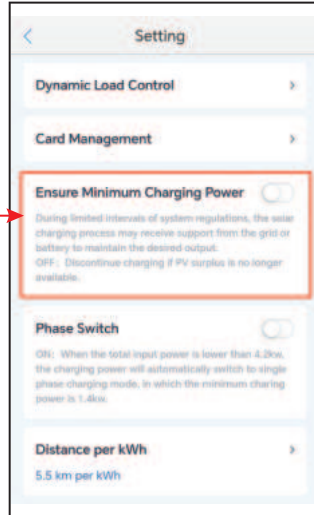 Setting
Dynamic Load Control
Card Management
Ensure Minimum Charging Power
During limited intervals of system regulations, the solar
charging process may receive support from the grid or
battery to maintain the desired output.
OFF: Discontinue charging if PV surplus is no longer
available.
Phase Switch
ON: When the total input power is lower than 4.2kw,
the charging power will automatically switch to single
phase charging mode, in which the minimum charing
power is 1.4kw.
Distance per kWh
5.5 km per kWh